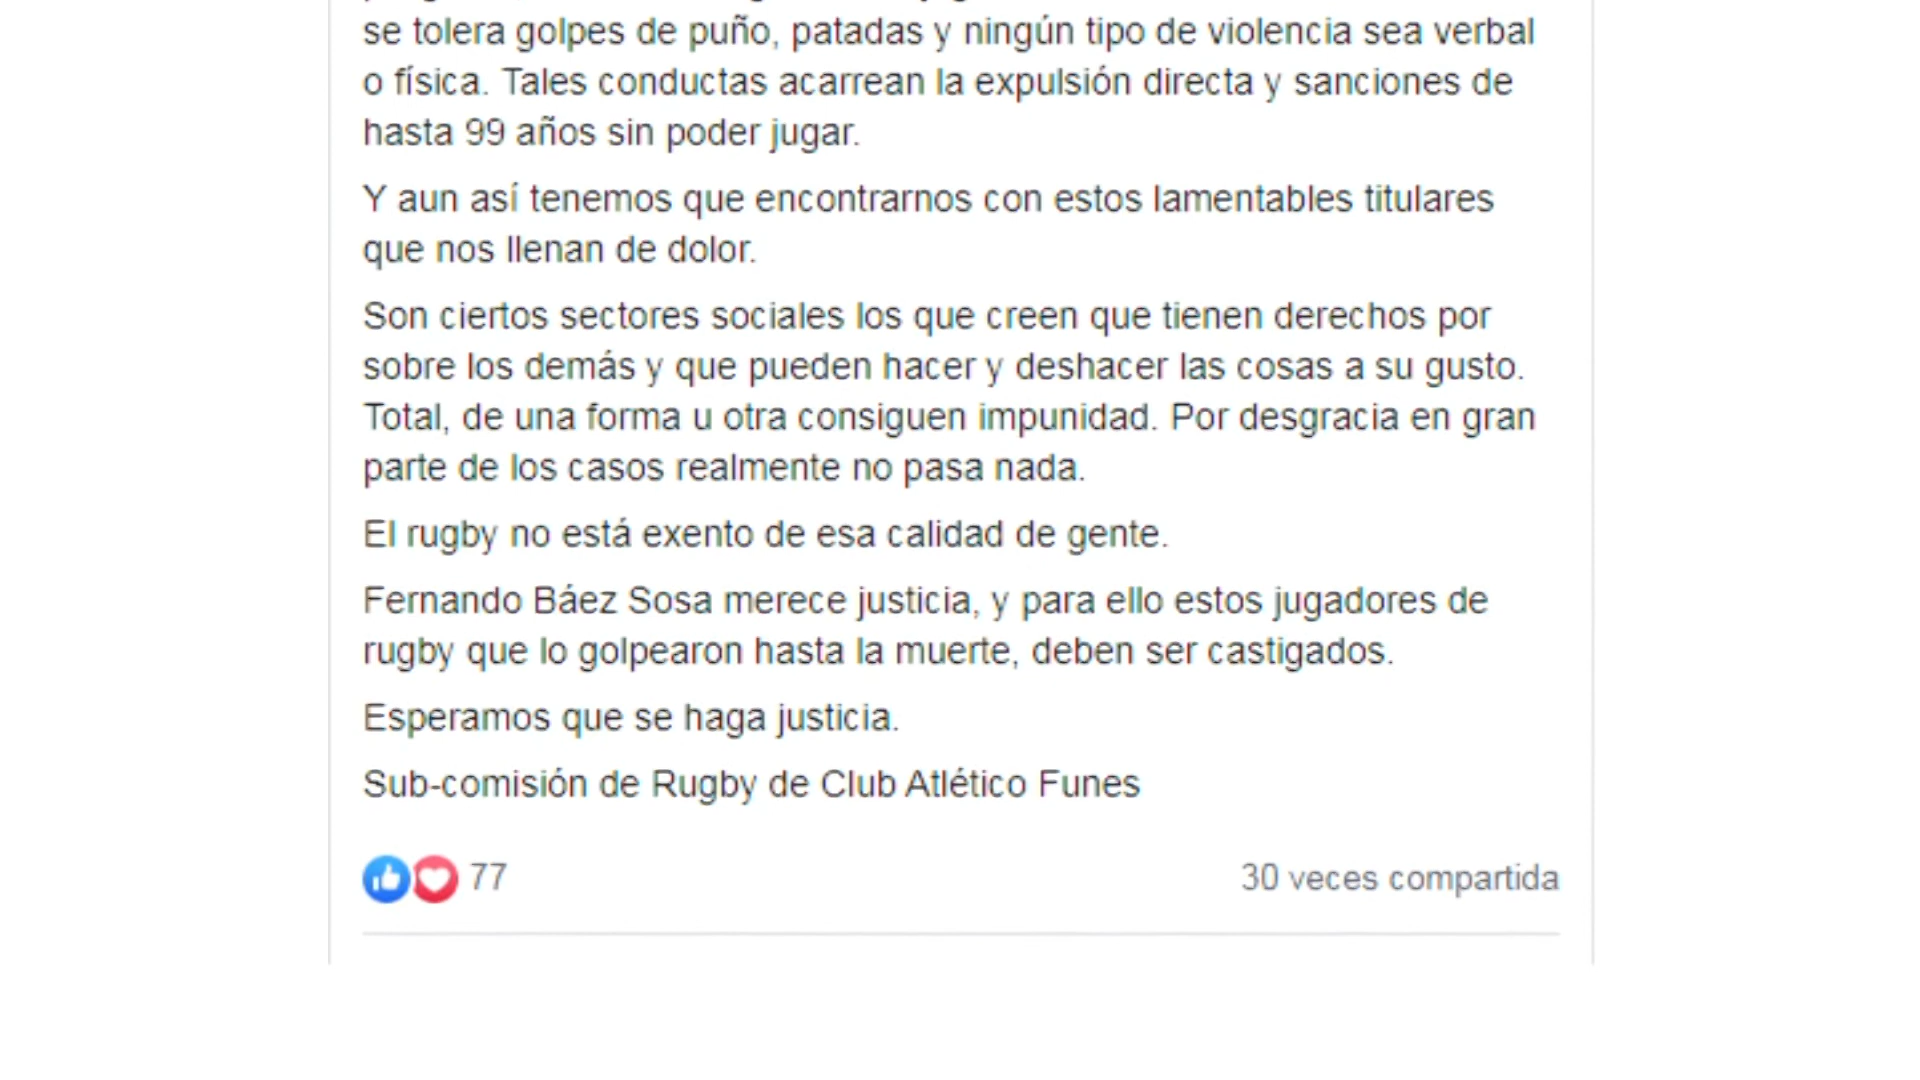 se tolera golpes de puño, patadas y ningún tipo de violencia sea verbal
o física. Tales conductas acarrean la expulsión directa y sanciones de
hasta 99 años sin poder jugar.
Y aun así tenemos que encontrarnos con estos lamentables titulares
que nos llenan de dolor.
Son ciertos sectores sociales los que creen que tienen derechos por
sobre los demás y que pueden hacer y deshacer las cosas a su gusto.
Total, de una forma u otra consiguen impunidad. Por desgracia en gran
parte de los casos realmente no pasa nada.
El rugby no está exento de esa calidad de gente.
Fernando Báez Sosa merece justicia, y para ello estos jugadores de
rugby que lo golpearon hasta la muerte, deben ser castigados.
Esperamos que se haga justicia.
Sub-comisión de Rugby de Club Atlético Funes
77
30 veces compartida